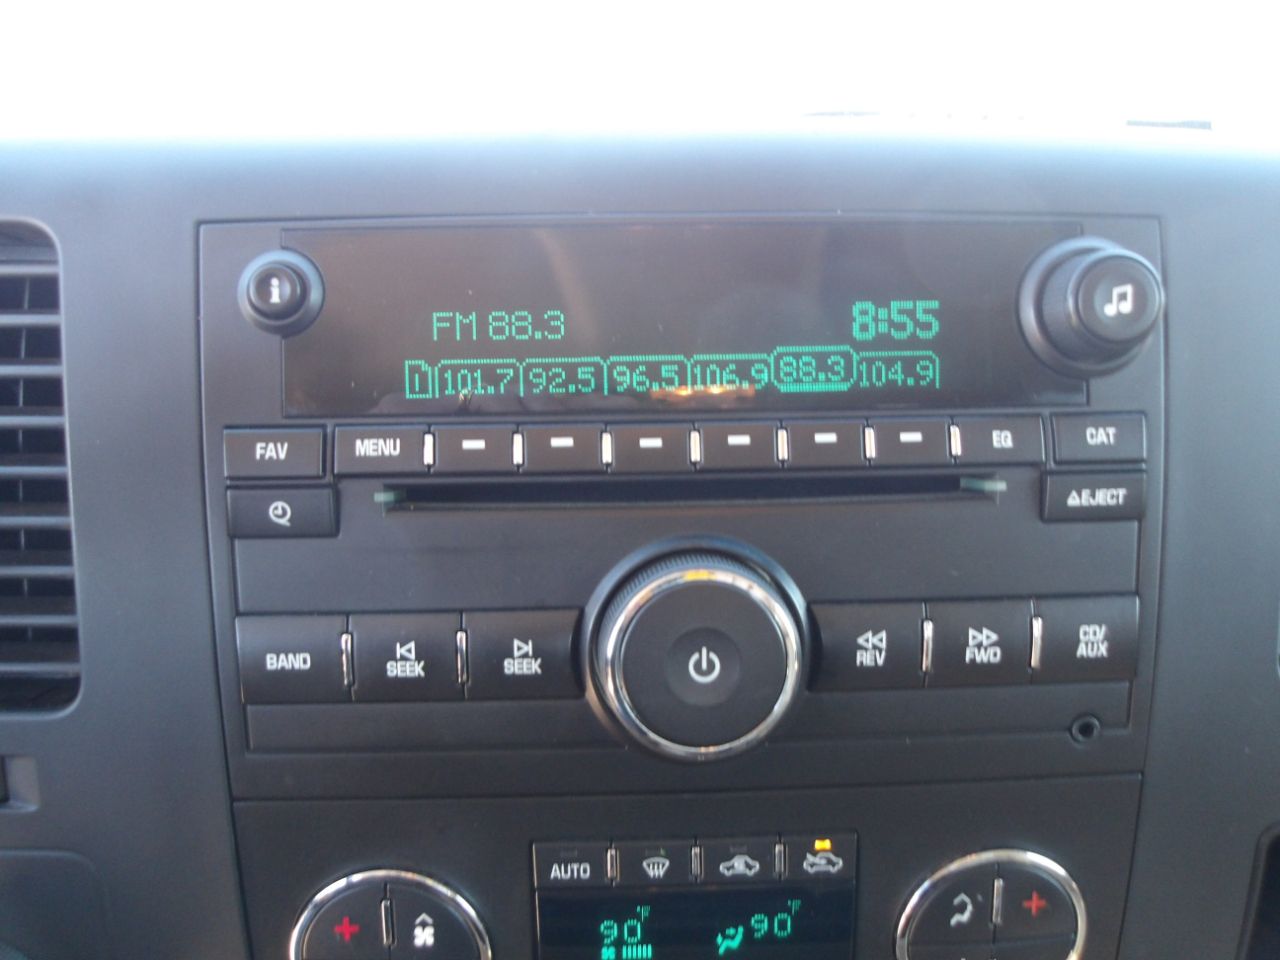 FM 88.3 8:55
1 101.7 92.5 96.5 106.9 88.3 104.9
FAV MENU EQ CAT
EJECT
BAND SEEK SEEK REV FWD CD/
AUX
AUTO
90°F 90°F